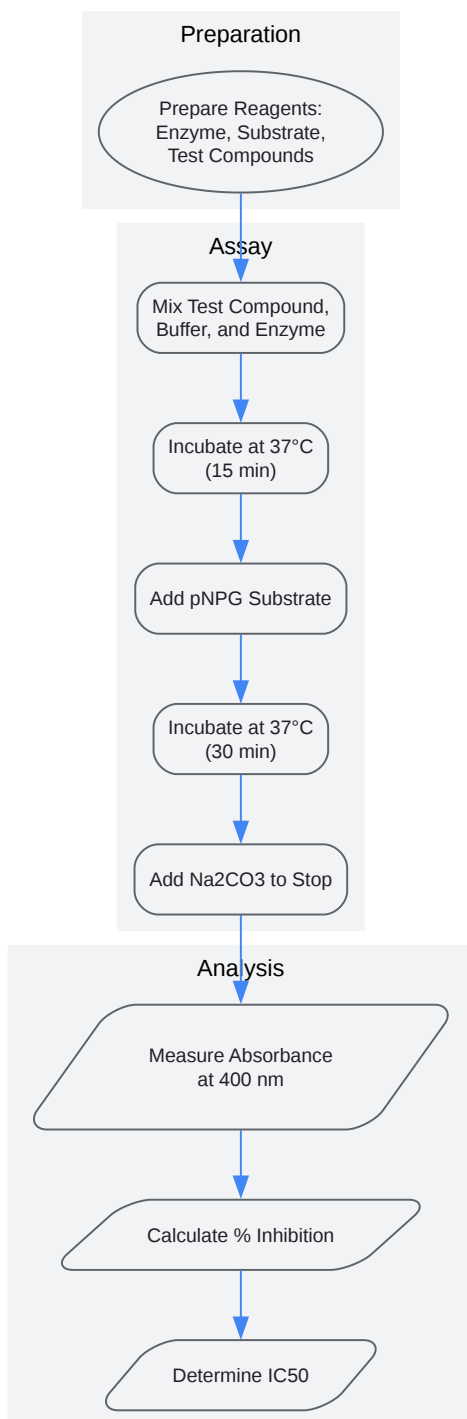 Preparation
Prepare Reagents:
Enzyme, Substrate,
Test Compounds
Assay
Mix Test Compound,
Buffer, and Enzyme
Incubate at 37°C
(15 min)
Add pNPG Substrate
Incubate at 37°C
(30 min)
Add Na2CO3 to Stop
Analysis
Measure Absorbance
at 400 nm
Calculate % Inhibition
Determine IC50